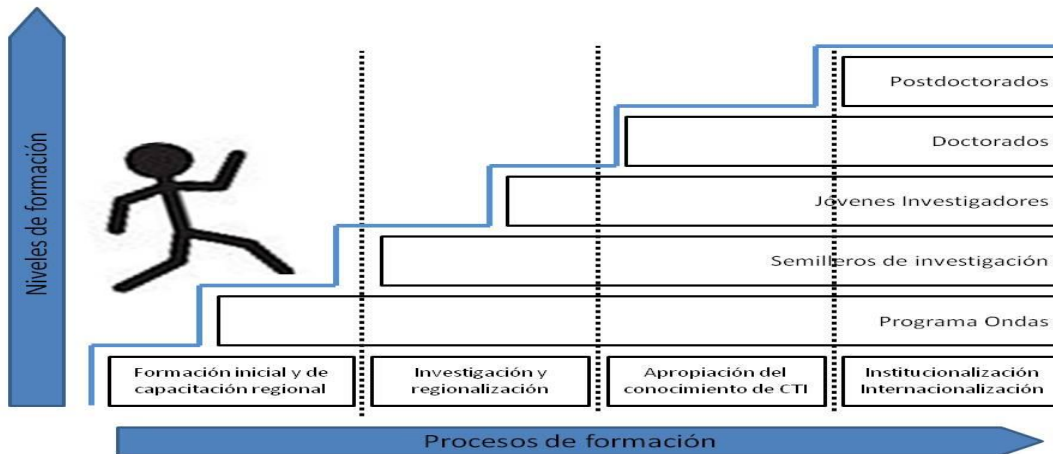 Niveles de formación
Postdoctorados
Doctorados
Jóvenes Investigadores
Semilleros de investigación
Programa Ondas
Formación inicial y de
capacitación regional
Investigación y
regionalización
Apropiación del
conocimiento de CTI
Institucionalización
Internacionalización
Procesos de formación